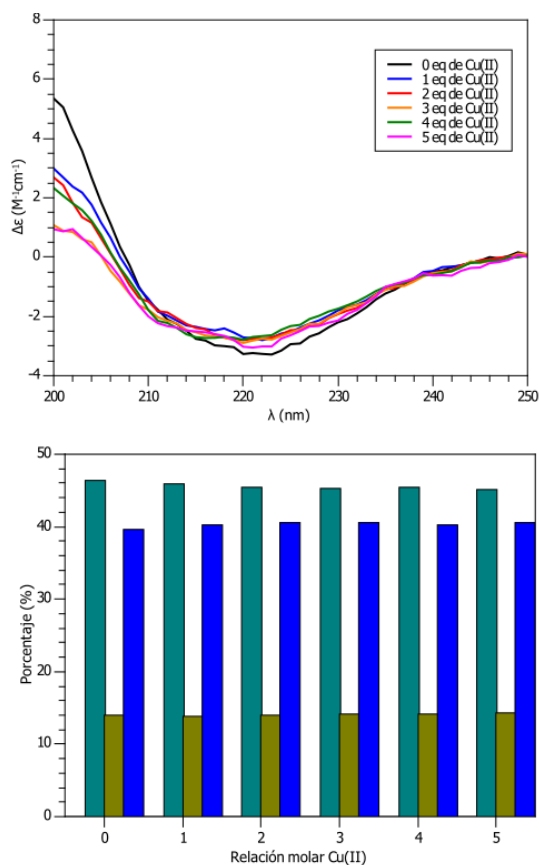 8
6
4
2
0
-2
-4
Δε (M⁻¹cm⁻¹)
0 eq de Cu(II)
1 eq de Cu(II)
2 eq de Cu(II)
3 eq de Cu(II)
4 eq de Cu(II)
5 eq de Cu(II)
200 210 220 230 240 250
λ (nm)
50
40
30
20
10
0
Porcentaje (%)
0 1 2 3 4 5
Relación molar Cu(II)